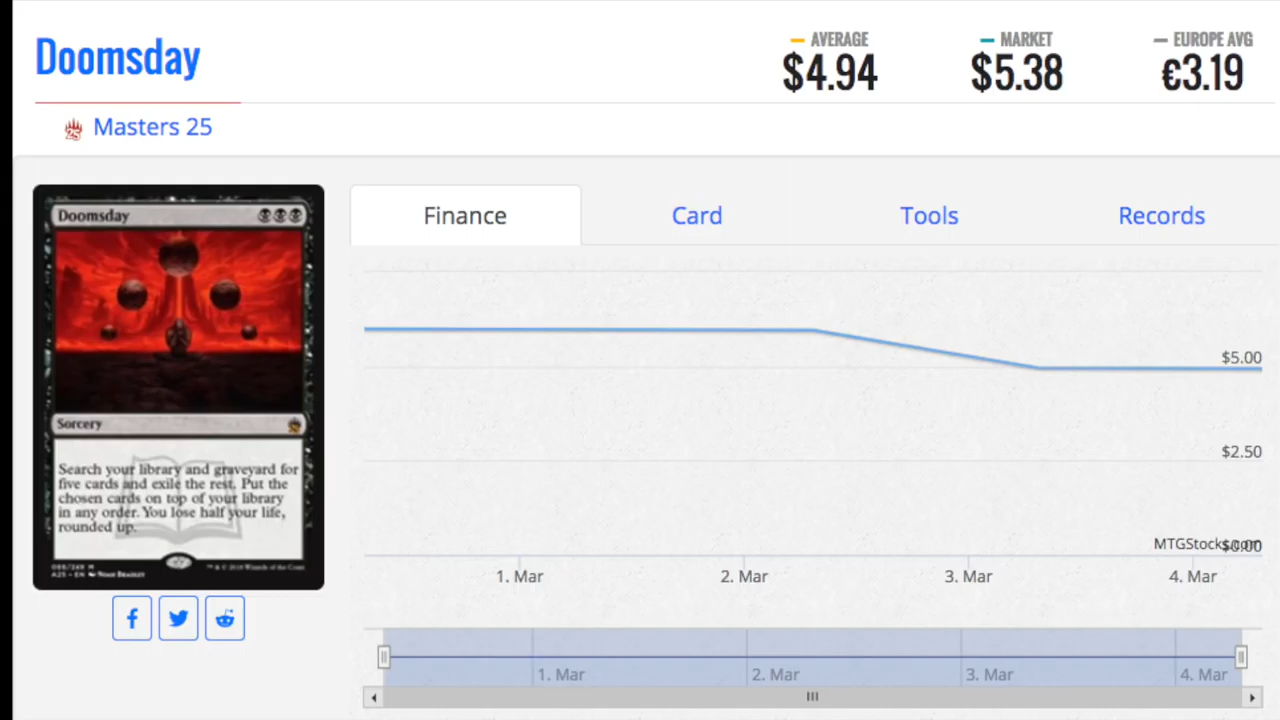 Doomsday
AVERAGE
$4.94
MARKET
$5.38
EUROPE AVG
€3.19
Masters 25
Doomsday
Sorcery
Search your library and graveyard for
five cards and exile the rest. Put the
chosen cards on top of your library
in any order. You lose half your life,
rounded up.
Finance
Card
Tools
Records
$5.00
$2.50
MTGStocks.com
$0.00
1. Mar
2. Mar
3. Mar
4. Mar
1. Mar
2. Mar
3. Mar
4. Mar